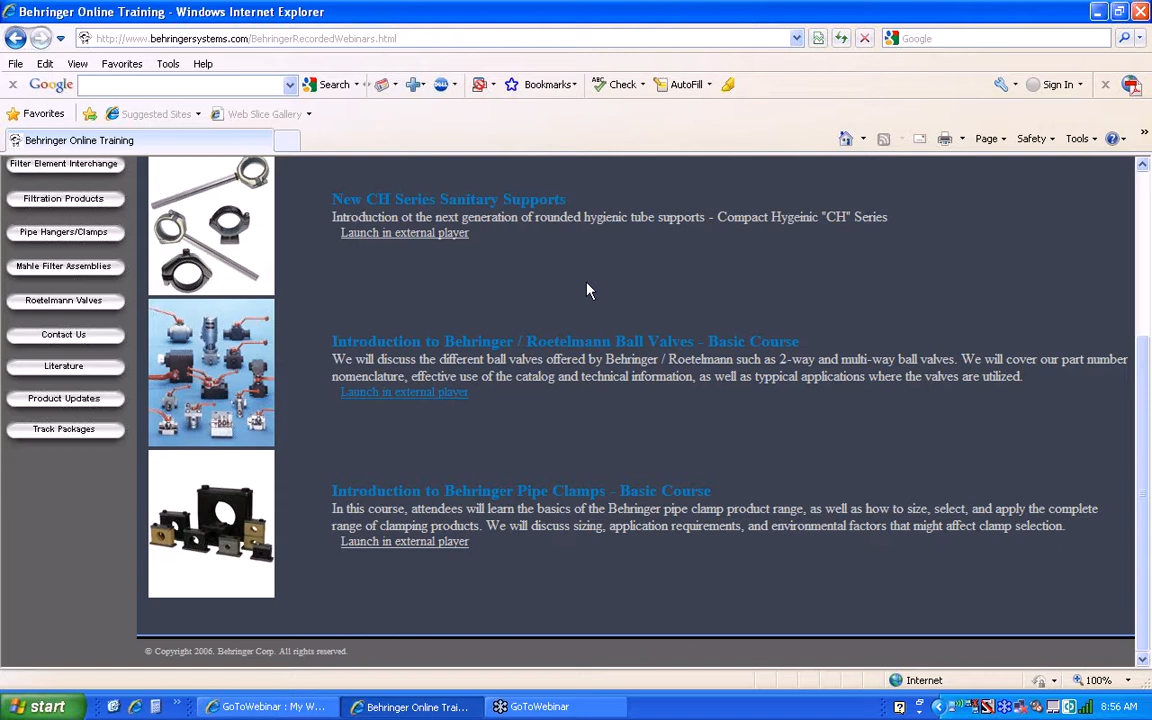 Behringer Online Training - Windows Internet Explorer
http://www.behringersystems.com/BehringerRecordedWebinars.html
Google
File Edit View Favorites Tools Help
Google Search Bookmarks Check AutoFill Sign In
Favorites Suggested Sites Web Slice Gallery
Behringer Online Training
Page Safety Tools
Filter Element Interchange
Filtration Products
Pipe Hangers/Clamps
Mahle Filter Assemblies
Roetelmann Valves
Contact Us
Literature
Product Updates
Track Packages
New CH Series Sanitary Supports
Introduction ot the next generation of rounded hygienic tube supports - Compact Hygeinic "CH" Series
Launch in external player
Introduction to Behringer / Roetelmann Ball Valves - Basic Course
We will discuss the different ball valves offered by Behringer / Roetelmann such as 2-way and multi-way ball valves. We will cover our part number
nomenclature, effective use of the catalog and technical information, as well as typpical applications where the valves are utilized.
Launch in external player
Introduction to Behringer Pipe Clamps - Basic Course
In this course, attendees will learn the basics of the Behringer pipe clamp product range, as well as how to size, select, and apply the complete
range of clamping products. We will discuss sizing, application requirements, and environmental factors that might affect clamp selection.
Launch in external player
© Copyright 2006. Behringer Corp. All rights reserved.
Internet 100%
start GoToWebinar : My W... Behringer Online Trai... GoToWebinar 8:56 AM